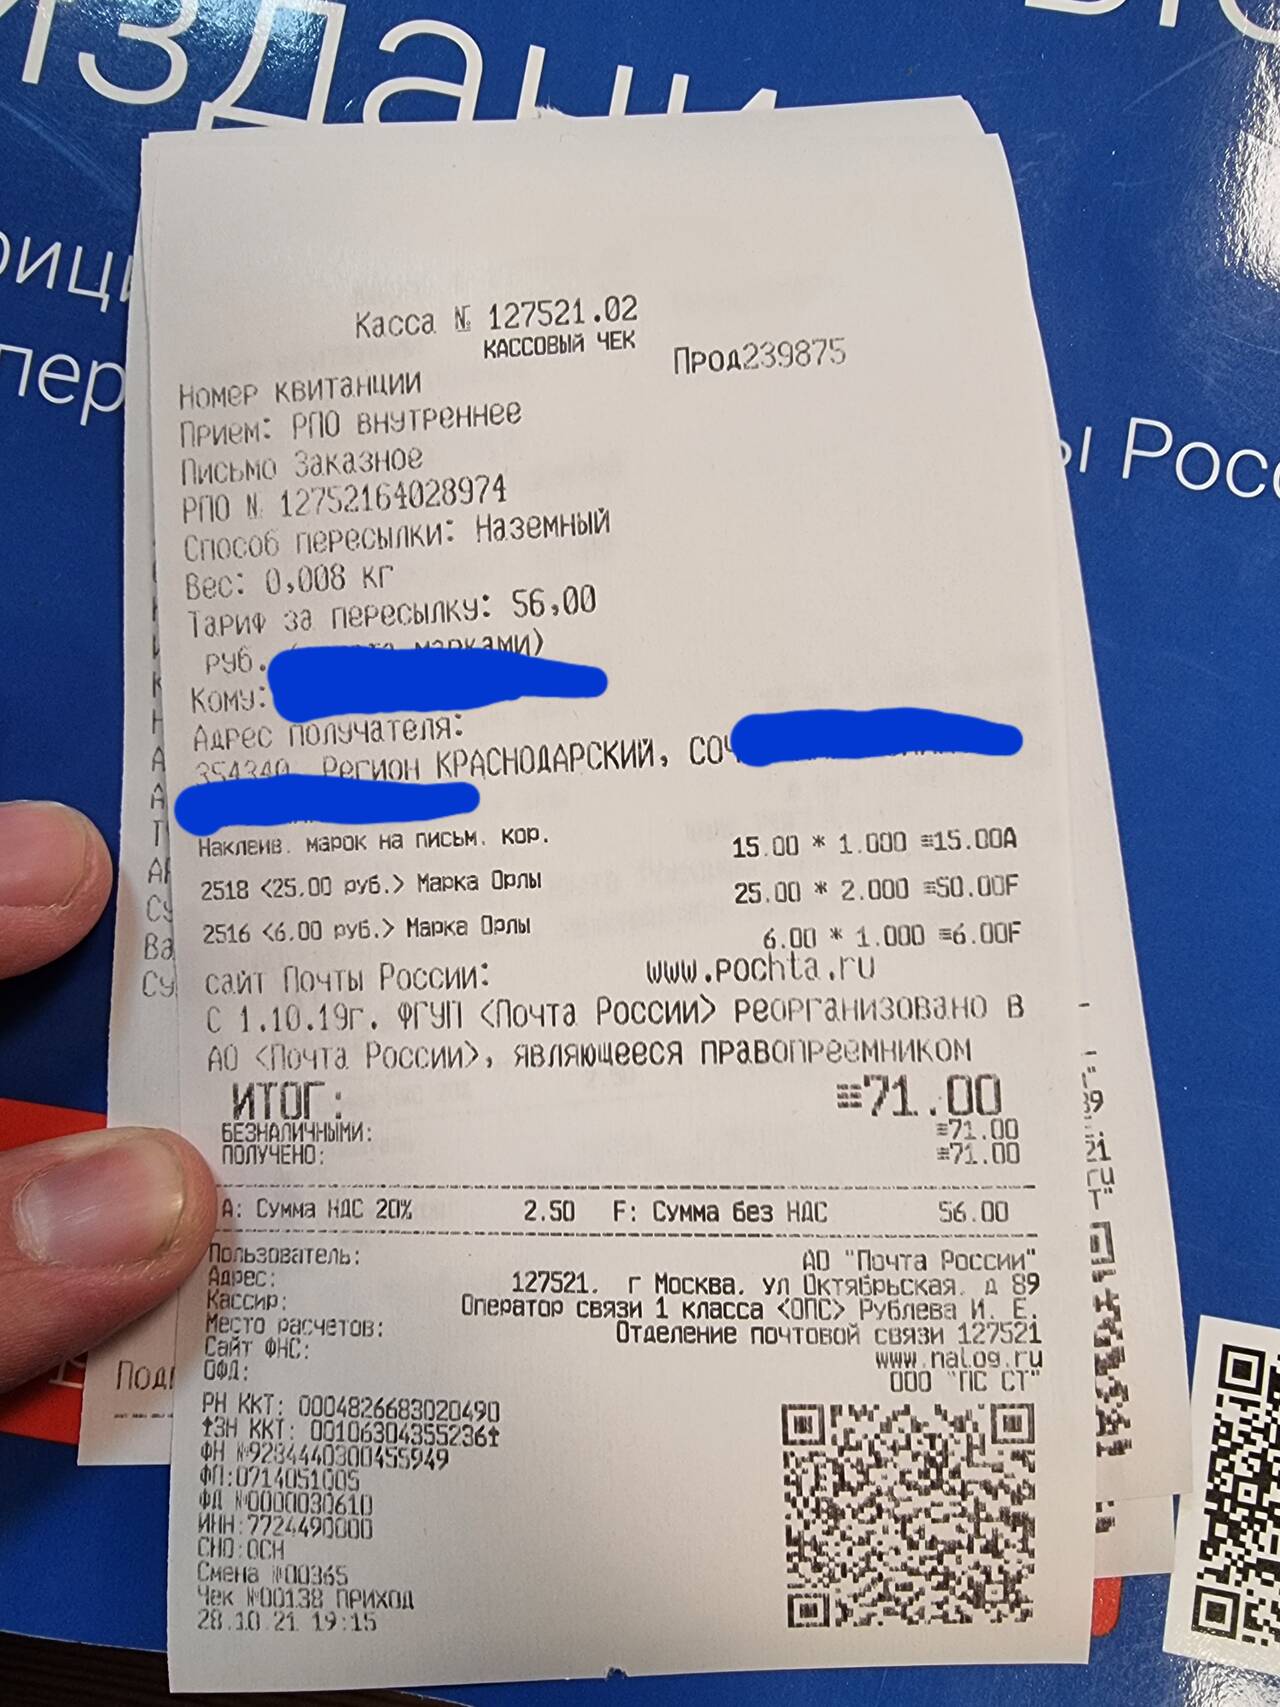 издани
Касса № 127521.02
КАССОВЫЙ ЧЕК
Номер квитанции Прод239875
Прием: РПО внутреннее
Письмо Заказное
РПО № 12752164028974
Способ пересылки: Наземный
Вес: 0,008 кг
Тариф за пересылку: 56,00
руб. марками)
Кому:
Адрес получателя:
354340, Регион КРАСНОДАРСКИЙ, СОЧ
Наклеив. марок на письм. кор. 15.00 * 1.000 ≡15.00А
2518 <25.00 руб.> Марка Орлы 25.00 * 2.000 ≡50.00F
2516 <6.00 руб.> Марка Орлы 6.00 * 1.000 ≡6.00F
сайт Почты России: www.pochta.ru
С 1.10.19г. ФГУП <Почта России> реорганизовано в
АО <Почта России>, являющееся правопреемником
ИТОГ: ≡71.00
БЕЗНАЛИЧНЫМИ: ≡71.00
ПОЛУЧЕНО: ≡71.00
А: Сумма НДС 20% 2.50 F: Сумма без НДС 56.00
Пользователь: АО "Почта России"
Адрес: 127521. г Москва. ул Октябрьская. д 89
Кассир: Оператор связи 1 класса <ОПС> Рублева И. Е.
Место расчетов: Отделение почтовой связи 127521
Сайт ФНС: www.nalog.ru
ОФД: ООО "ПС СТ"
РН ККТ: 0004826683020490
↑ЗН ККТ: 00106304355236↑
ФН №9284440300455949
ФП:0714051005
ФД №0000030610
ИНН:7724490000
СНО:ОСН
Смена №00365
Чек №00138 ПРИХОД
28.10.21 19:15